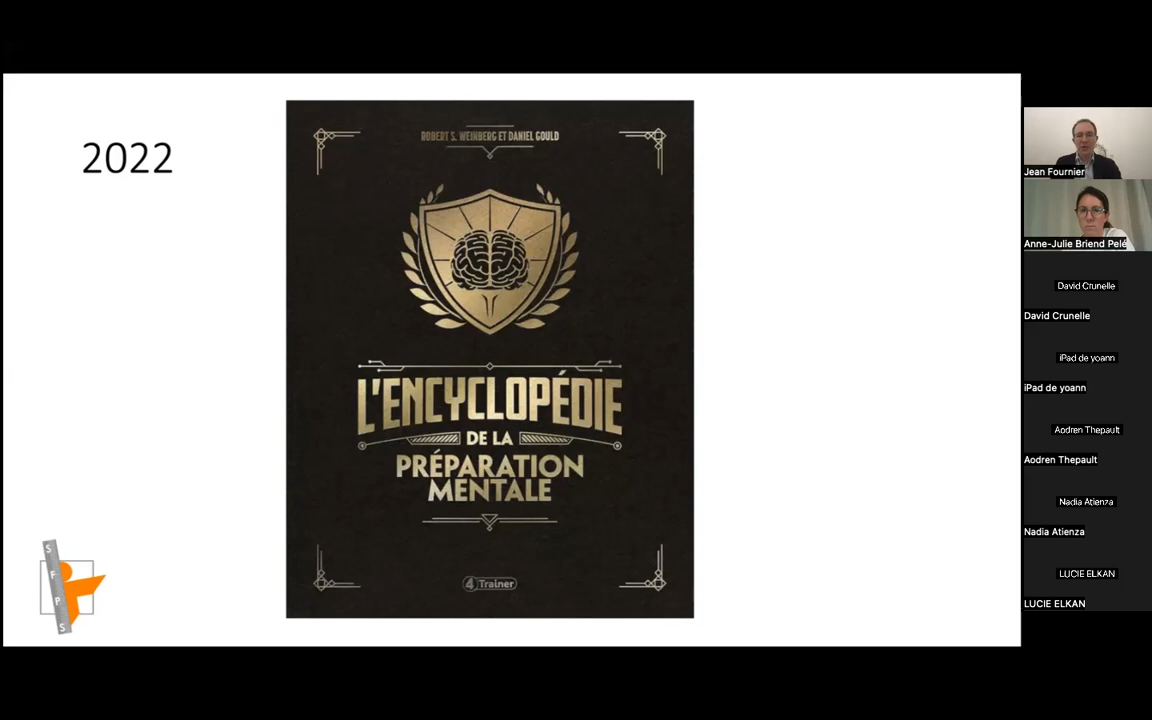 2022
ROBERT S. WEINBERG ET DANIEL GOULD
L'ENCYCLOPÉDIE
DE LA
PRÉPARATION
MENTALE
4 Trainer
S
F
P
S
Jean Fournier
Anne-Julie Briend Pelé
David Crunelle
David Crunelle
iPad de yoann
iPad de yoann
Aodren Thepault
Aodren Thepault
Nadia Atienza
Nadia Atienza
LUCIE ELKAN
LUCIE ELKAN